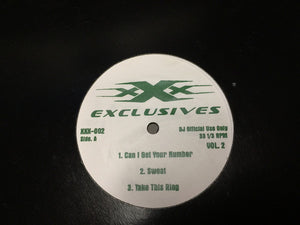 XXX
EXCLUSIVES
XXX-002
Side. A
DJ Official Use Only
33 1/3 RPM
VOL. 2
1. Can I Get Your Number
2. Sweat
3. Take This Ring